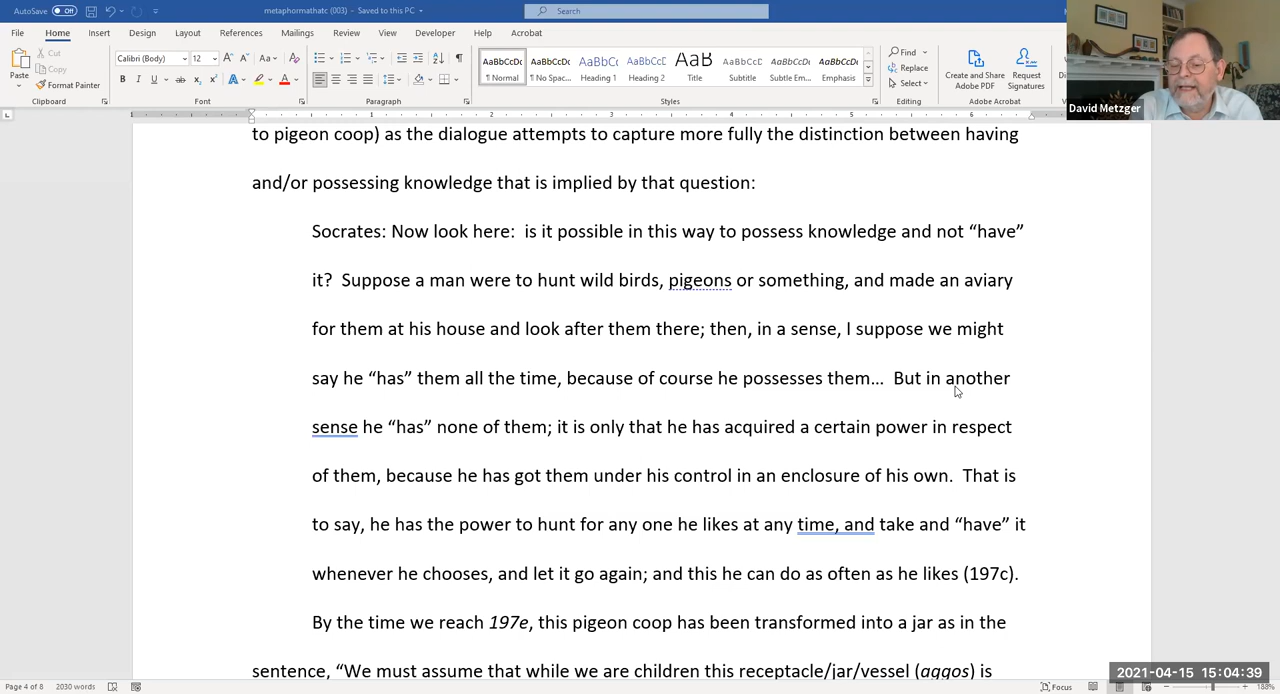 AutoSave Off metaphormathatc (003) - Saved to this PC Search
File Home Insert Design Layout References Mailings Review View Developer Help Acrobat
Paste Cut Copy Format Painter Clipboard
Calibri (Body) 12 Font
Paragraph
AaBbCcDc ¶ Normal AaBbCcDc ¶ No Spac... AaBbC Heading 1 AaBbCc Heading 2 AaB Title AaBbCcC Subtitle AaBbCcDc Subtle Em... AaBbCcDc Emphasis Styles
Find Replace Select Editing
Create and Share Adobe PDF Request Signatures Adobe Acrobat
David Metzger
to pigeon coop) as the dialogue attempts to capture more fully the distinction between having
and/or possessing knowledge that is implied by that question:
Socrates: Now look here: is it possible in this way to possess knowledge and not “have”
it? Suppose a man were to hunt wild birds, pigeons or something, and made an aviary
for them at his house and look after them there; then, in a sense, I suppose we might
say he “has” them all the time, because of course he possesses them... But in another
sense he “has” none of them; it is only that he has acquired a certain power in respect
of them, because he has got them under his control in an enclosure of his own. That is
to say, he has the power to hunt for any one he likes at any time, and take and “have” it
whenever he chooses, and let it go again; and this he can do as often as he likes (197c).
By the time we reach 197e, this pigeon coop has been transformed into a jar as in the
sentence, “We must assume that while we are children this receptacle/jar/vessel (aggos) is
2021-04-15 15:04:39
Page 4 of 8 2030 words Focus 188%